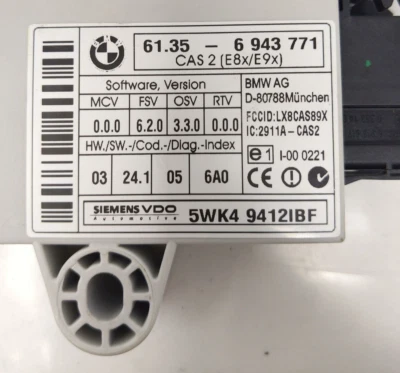 BMW
61.35 - 6 943 771
CAS 2 (E8x/E9x)
Software, Version
MCV FSV OSV RTV
0.0.0 6.2.0 3.3.0 0.0.0
HW./SW.-/Cod.-/Diag.-Index
03 24.1 05 6A0
BMW AG
D-80788München
FCCID:LX8CAS89X
IC:2911A-CAS2
e1 I-00 0221
SIEMENS VDO
Automotive
5WK4 9412IBF